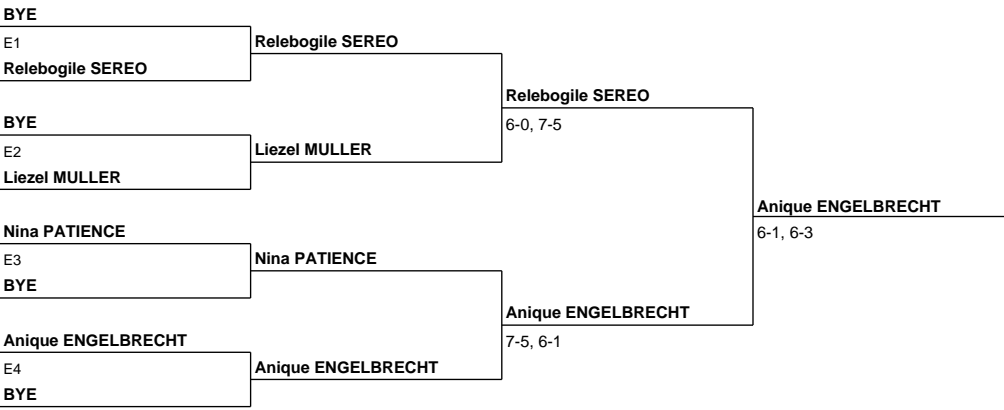 BYE
E1
Relebogile SEREO
BYE
E2
Liezel MULLER
Nina PATIENCE
E3
BYE
Anique ENGELBRECHT
E4
BYE
Relebogile SEREO
Liezel MULLER
Nina PATIENCE
Anique ENGELBRECHT
Relebogile SEREO
6-0, 7-5
Anique ENGELBRECHT
7-5, 6-1
Anique ENGELBRECHT
6-1, 6-3